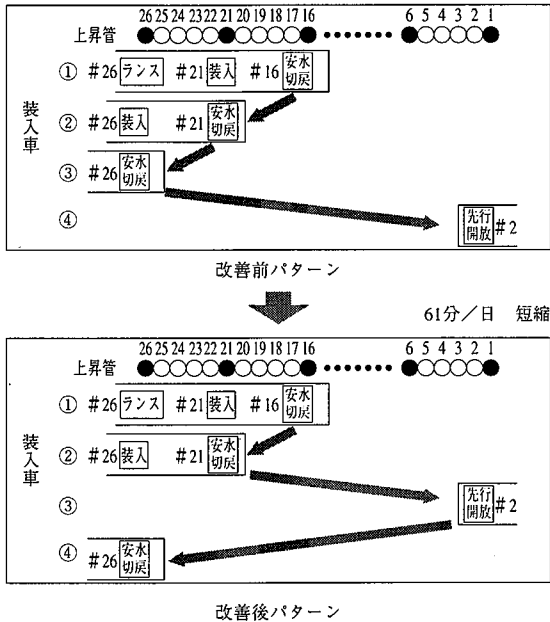 26 25 24 23 22 21 20 19 18 17 16 6 5 4 3 2 1
上昇管
① #26 ランス #21 装入 #16 安水切戻
② #26 装入 #21 安水切戻
装入車
③ #26 安水切戻
④ 先行開放 #2
改善前パターン
61分/日 短縮
26 25 24 23 22 21 20 19 18 17 16 6 5 4 3 2 1
上昇管
① #26 ランス #21 装入 #16 安水切戻
② #26 装入 #21 安水切戻
装入車
③ 先行開放 #2
④ #26 安水切戻
改善後パターン